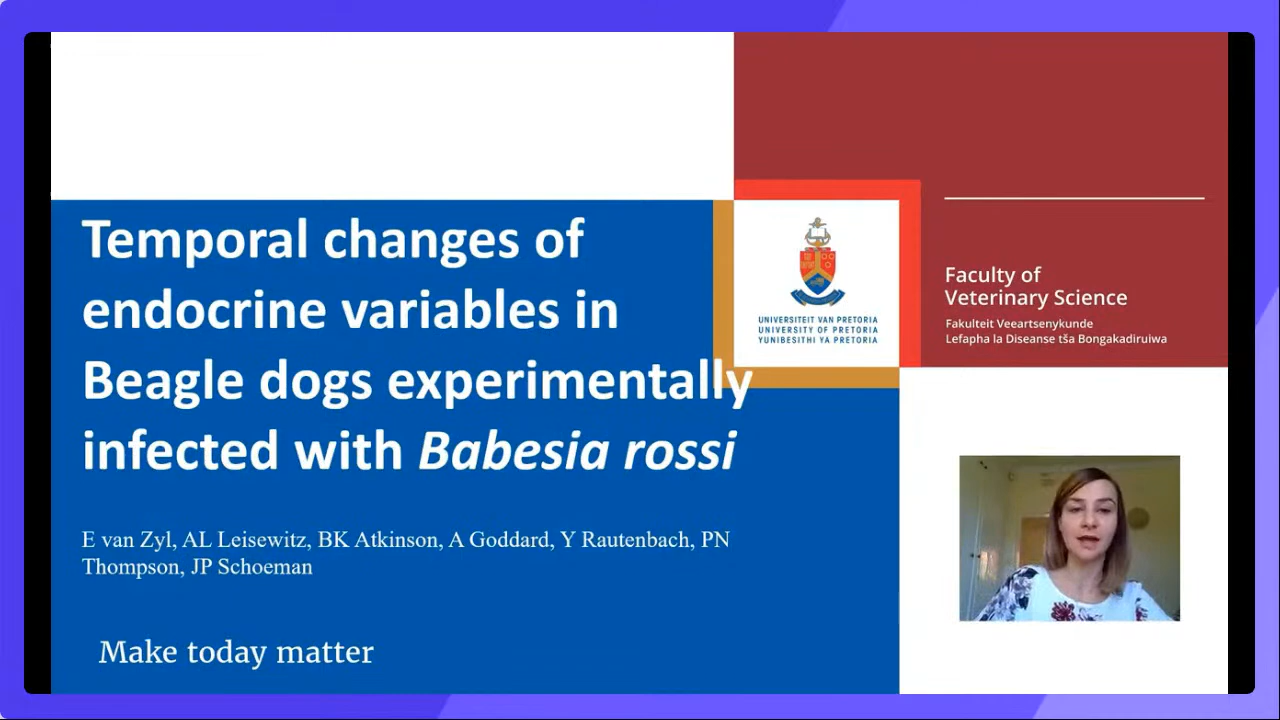 Temporal changes of
endocrine variables in
Beagle dogs experimentally
infected with Babesia rossi
E van Zyl, AL Leisewitz, BK Atkinson, A Goddard, Y Rautenbach, PN
Thompson, JP Schoeman
Make today matter
UNIVERSITEIT VAN PRETORIA
UNIVERSITY OF PRETORIA
YUNIBESITHI YA PRETORIA
Faculty of
Veterinary Science
Fakulteit Veeartsenykunde
Lefapha la Diseanse tša Bongakadiruiwa